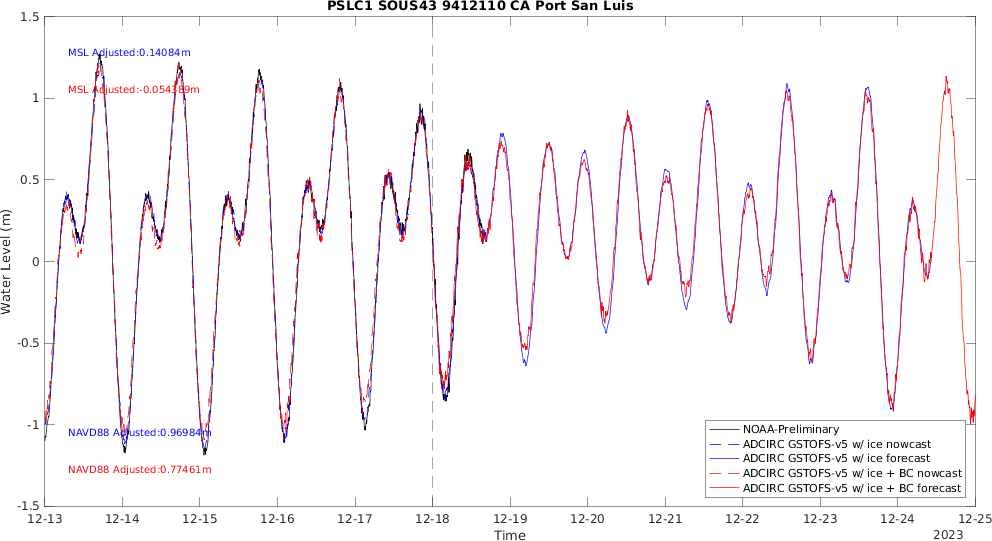 PSLC1 SOUS43 9412110 CA Port San Luis
1.5
MSL Adjusted:0.14084m
MSL Adjusted:-0.054389m
1
0.5
0
-0.5
-1
-1.5
Water Level (m)
NAVD88 Adjusted:0.96984m
NAVD88 Adjusted:0.77461m
NOAA-Preliminary
ADCIRC GSTOFS-v5 w/ ice nowcast
ADCIRC GSTOFS-v5 w/ ice forecast
ADCIRC GSTOFS-v5 w/ ice + BC nowcast
ADCIRC GSTOFS-v5 w/ ice + BC forecast
12-13 12-14 12-15 12-16 12-17 12-18 12-19 12-20 12-21 12-22 12-23 12-24 12-25
Time
2023